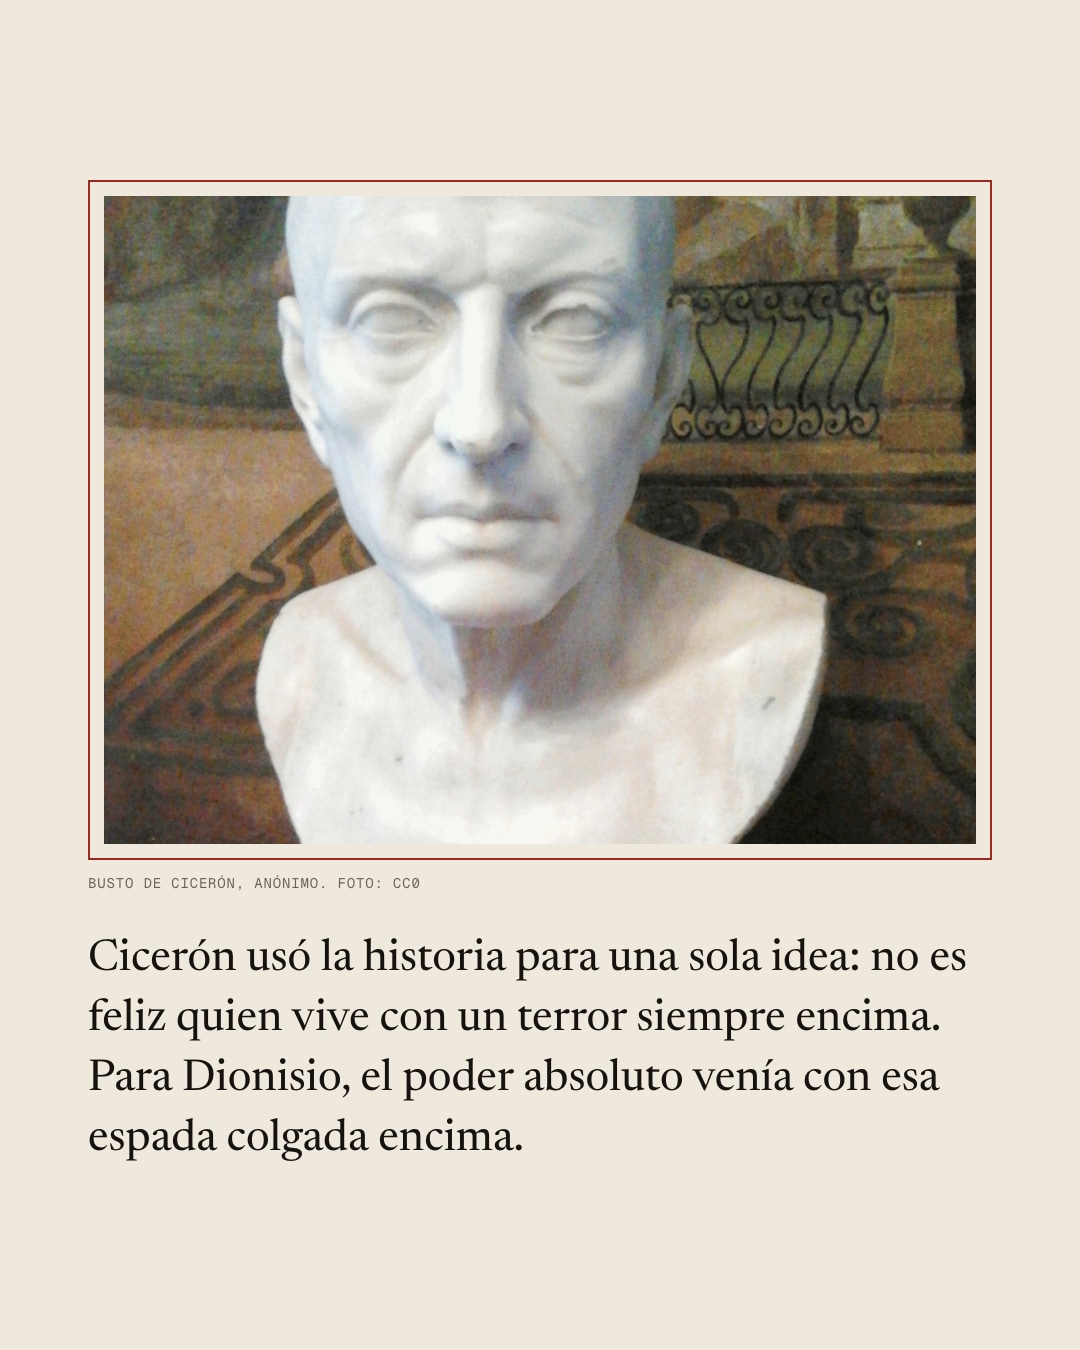 BUSTO DE CICERÓN, ANÓNIMO. FOTO: CC0
Cicerón usó la historia para una sola idea: no es
feliz quien vive con un terror siempre encima.
Para Dionisio, el poder absoluto venía con esa
espada colgada encima.